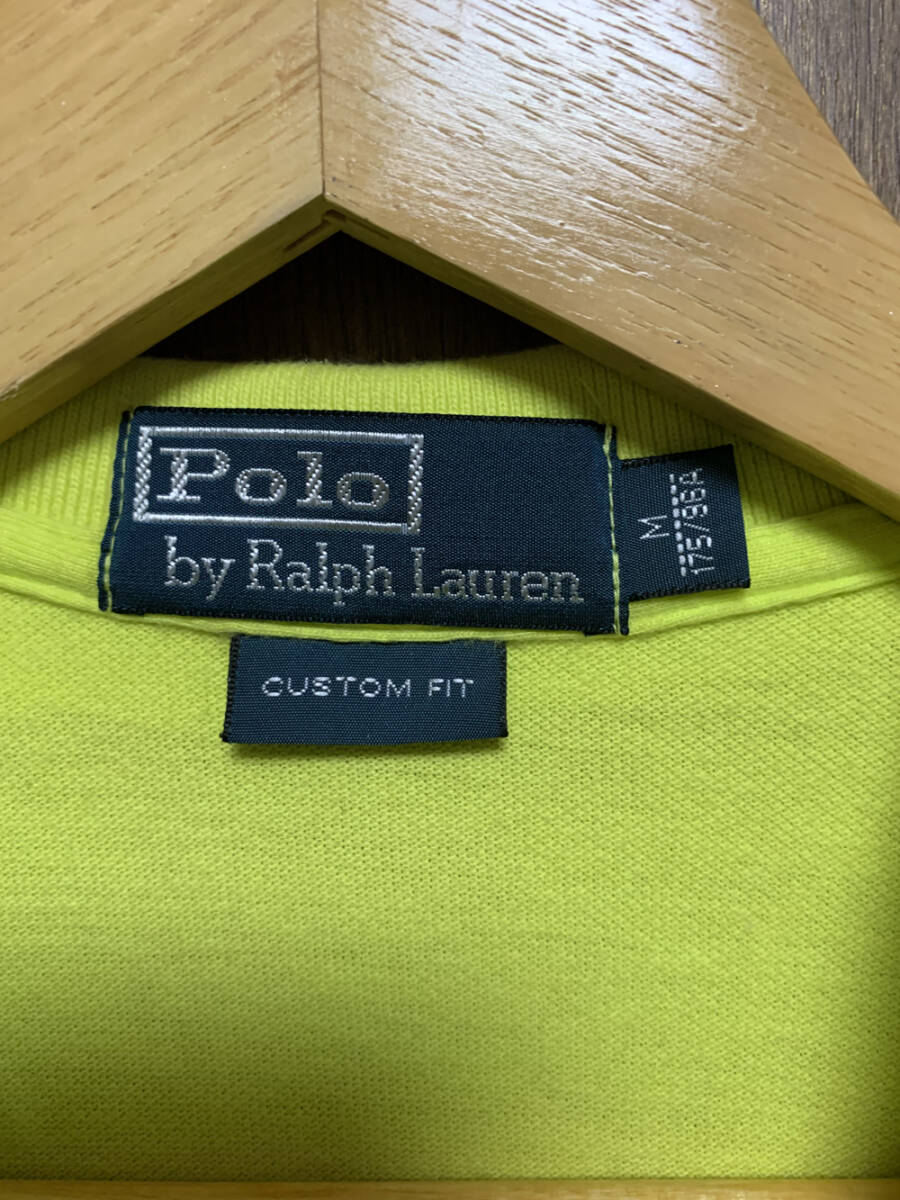 Polo
by Ralph Lauren
M
175/96A
CUSTOM FIT